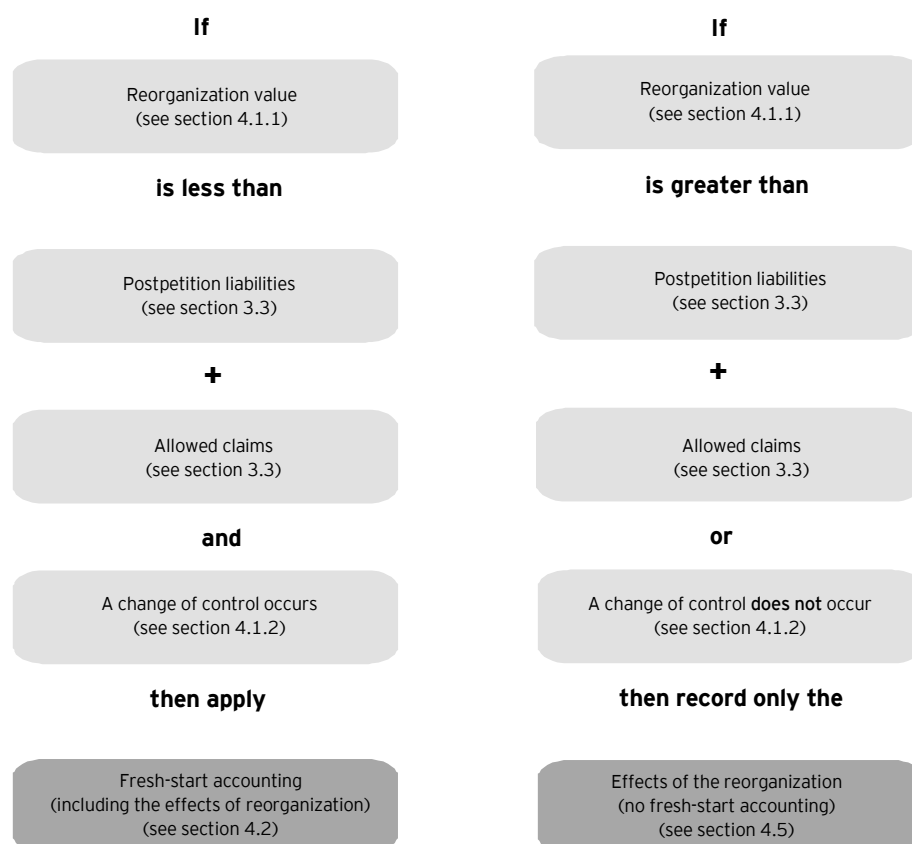 If
Reorganization value
(see section 4.1.1)
is less than
Postpetition liabilities
(see section 3.3)
+
Allowed claims
(see section 3.3)
and
A change of control occurs
(see section 4.1.2)
then apply
Fresh-start accounting
(including the effects of reorganization)
(see section 4.2)
If
Reorganization value
(see section 4.1.1)
is greater than
Postpetition liabilities
(see section 3.3)
+
Allowed claims
(see section 3.3)
or
A change of control does not occur
(see section 4.1.2)
then record only the
Effects of the reorganization
(no fresh-start accounting)
(see section 4.5)